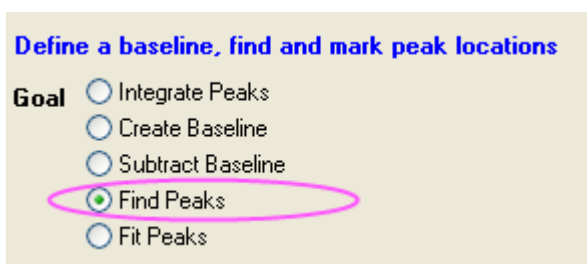 Define a baseline, find and mark peak locations
Goal Integrate Peaks
Create Baseline
Subtract Baseline
Find Peaks
Fit Peaks